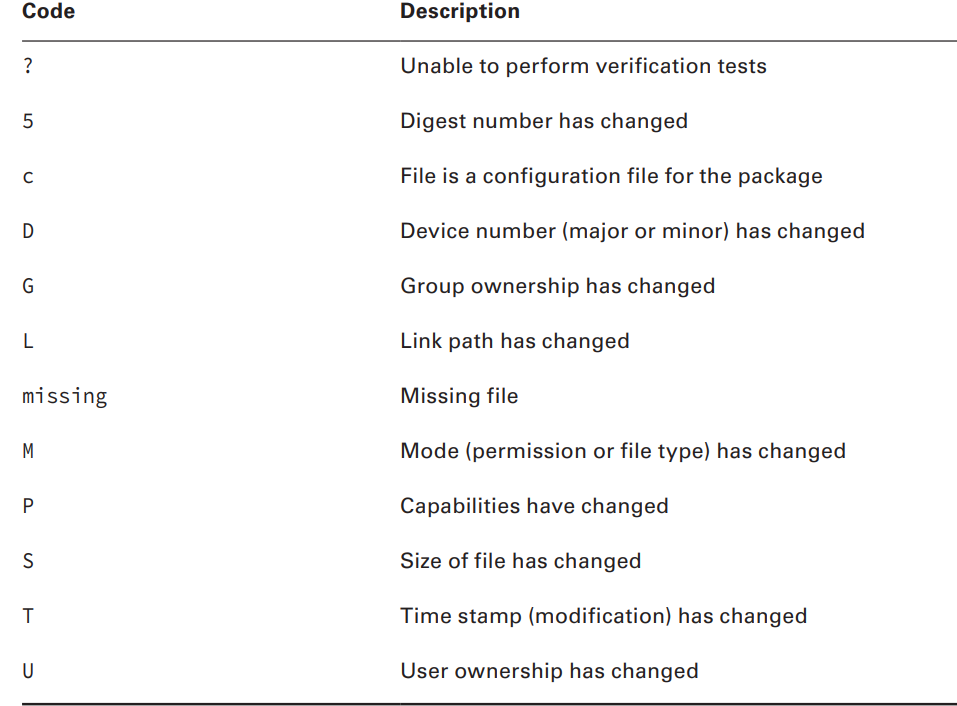 Code Description
? Unable to perform verification tests
5 Digest number has changed
c File is a configuration file for the package
D Device number (major or minor) has changed
G Group ownership has changed
L Link path has changed
missing Missing file
M Mode (permission or file type) has changed
P Capabilities have changed
S Size of file has changed
T Time stamp (modification) has changed
U User ownership has changed